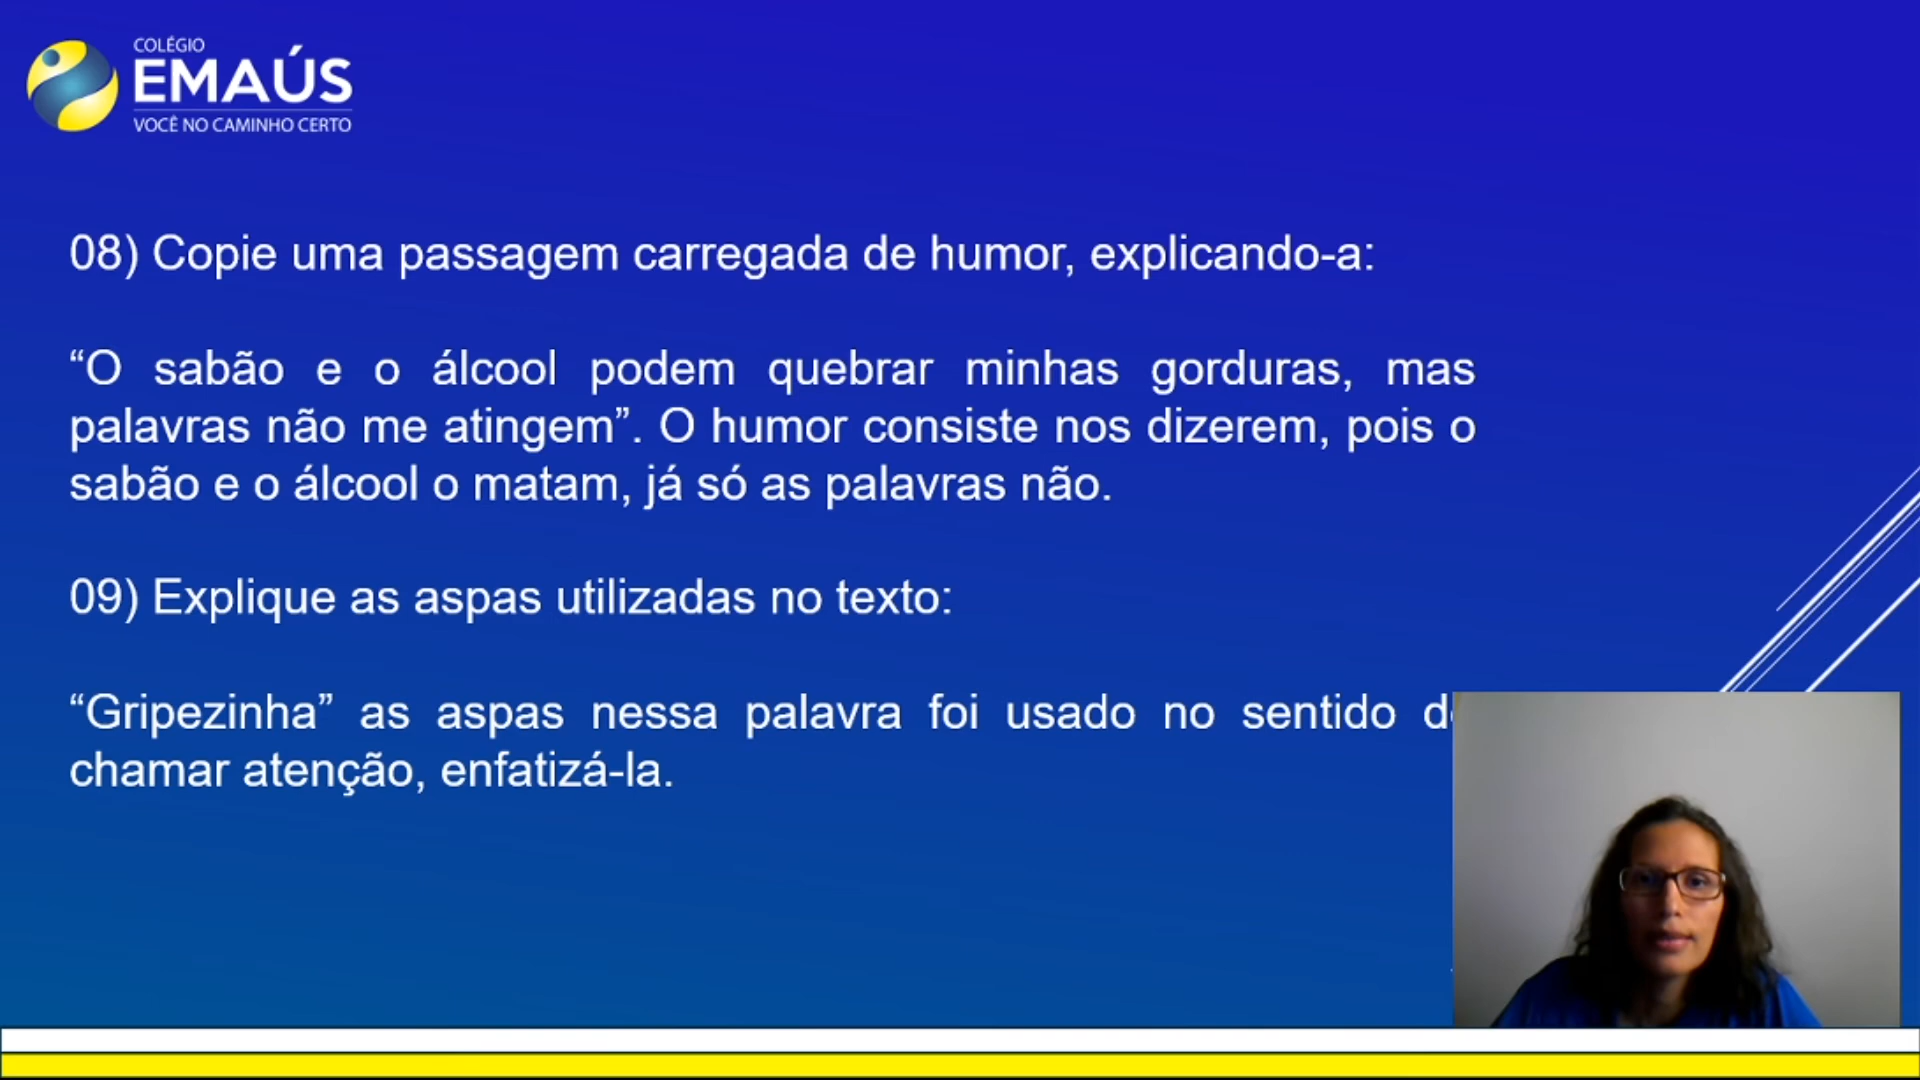 COLÉGIO
EMAÚS
VOCÊ NO CAMINHO CERTO
08) Copie uma passagem carregada de humor, explicando-a:
“O sabão e o álcool podem quebrar minhas gorduras, mas
palavras não me atingem”. O humor consiste nos dizerem, pois o
sabão e o álcool o matam, já só as palavras não.
09) Explique as aspas utilizadas no texto:
“Gripezinha” as aspas nessa palavra foi usado no sentido
chamar atenção, enfatizá-la.